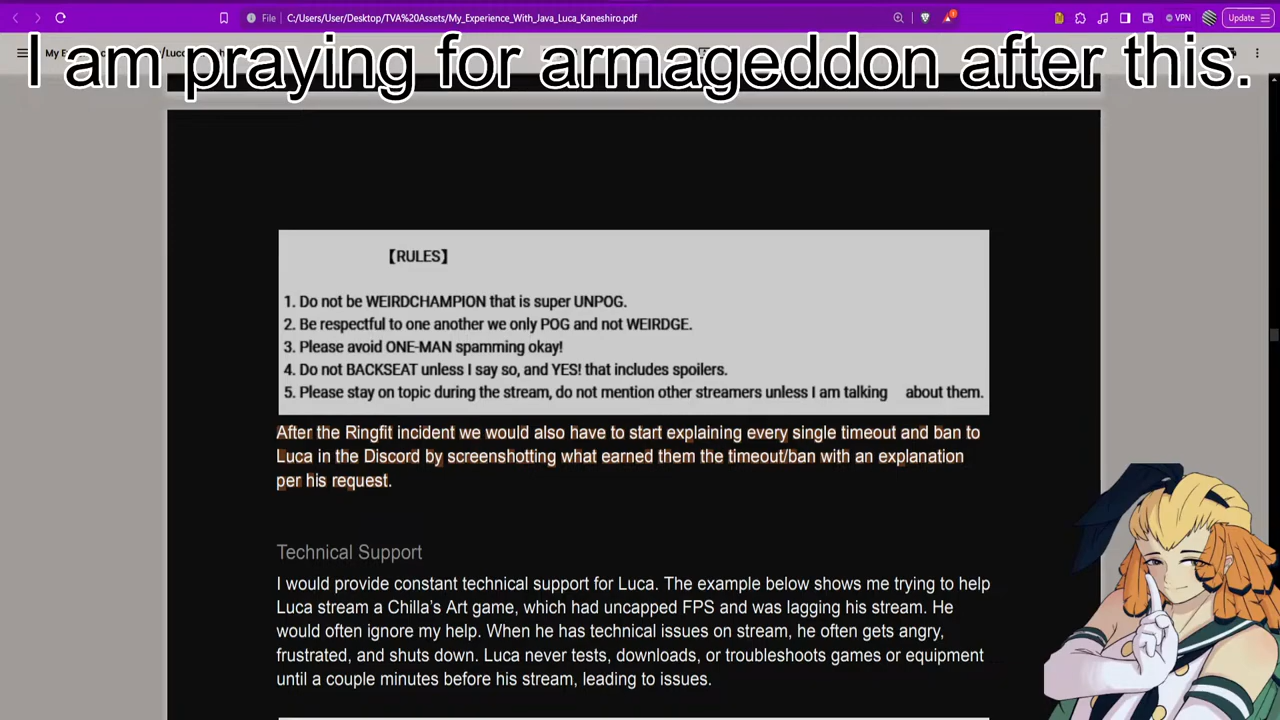 File C:/Users/User/Desktop/TVA%20Assets/My_Experience_With_Java_Luca_Kaneshiro.pdf
VPN
Update
I am praying for armageddon after this.
【RULES】
1. Do not be WEIRDCHAMPION that is super UNPOG.
2. Be respectful to one another we only POG and not WEIRDGE.
3. Please avoid ONE-MAN spamming okay!
4. Do not BACKSEAT unless I say so, and YES! that includes spoilers.
5. Please stay on topic during the stream, do not mention other streamers unless I am talking about them.
After the Ringfit incident we would also have to start explaining every single timeout and ban to
Luca in the Discord by screenshotting what earned them the timeout/ban with an explanation
per his request.
Technical Support
I would provide constant technical support for Luca. The example below shows me trying to help
Luca stream a Chilla's Art game, which had uncapped FPS and was lagging his stream. He
would often ignore my help. When he has technical issues on stream, he often gets angry,
frustrated, and shuts down. Luca never tests, downloads, or troubleshoots games or equipment
until a couple minutes before his stream, leading to issues.